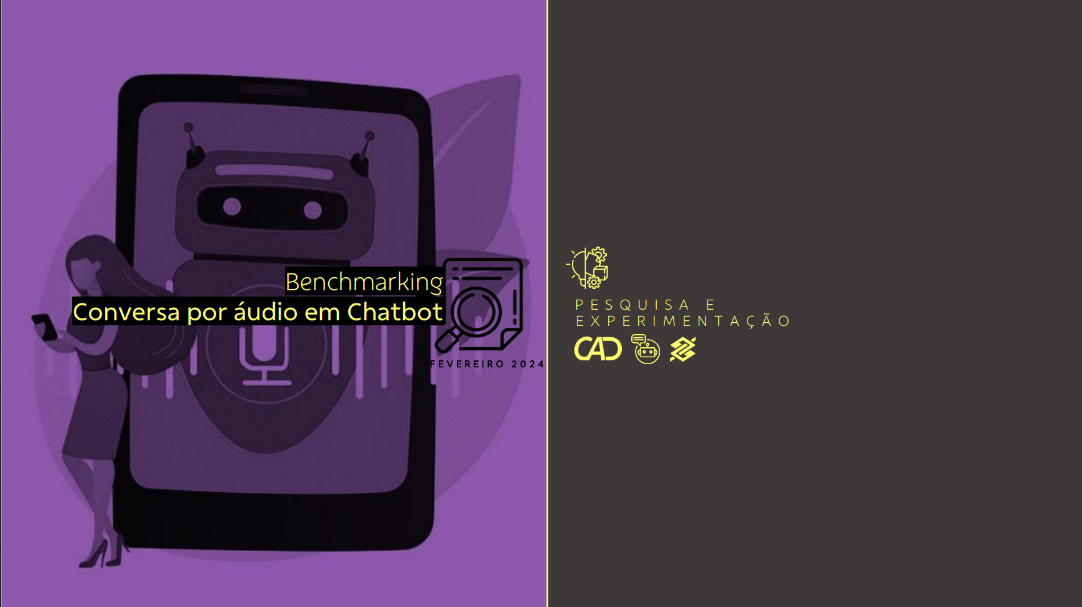 Benchmarking
Conversa por áudio em Chatbot
FEVEREIRO 2024
PESQUISA E
EXPERIMENTAÇÃO
CAD